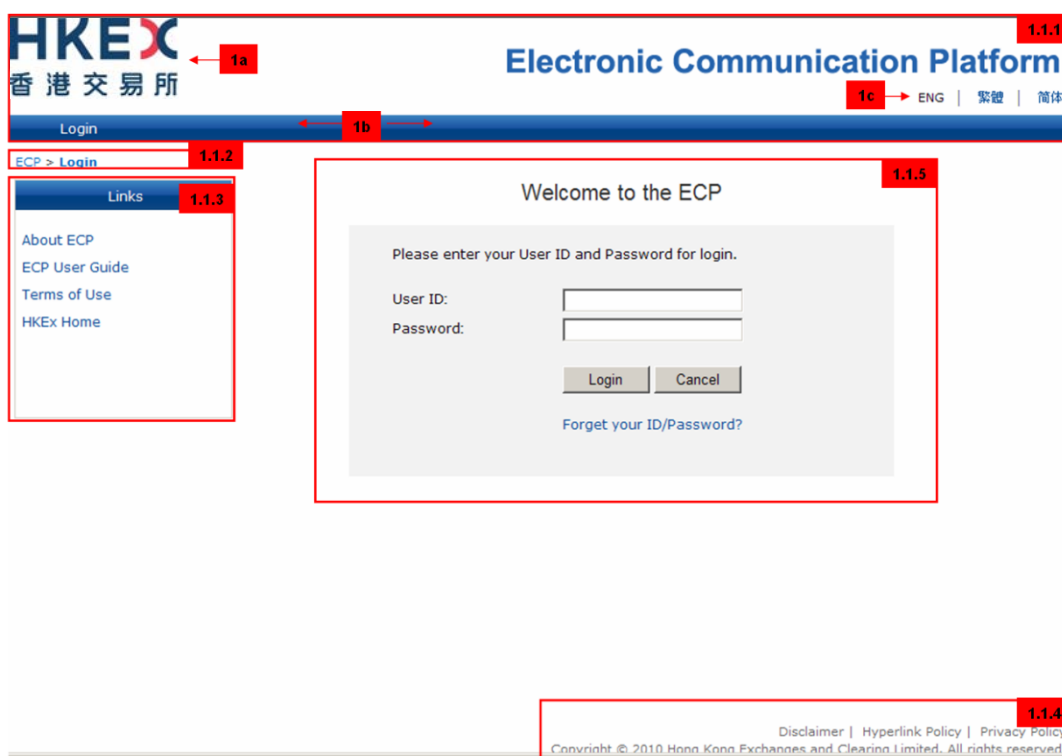 HKEX
香港交易所
1a
1.1.1
Electronic Communication Platform
1c
ENG | 繁體 | 简体
Login
1b
ECP > Login
1.1.2
Links
1.1.3
About ECP
ECP User Guide
Terms of Use
HKEx Home
1.1.5
Welcome to the ECP
Please enter your User ID and Password for login.
User ID:
Password:
Login Cancel
Forget your ID/Password?
1.1.4
Disclaimer | Hyperlink Policy | Privacy Policy
Copyright © 2010 Hong Kong Exchanges and Clearing Limited. All rights reserved